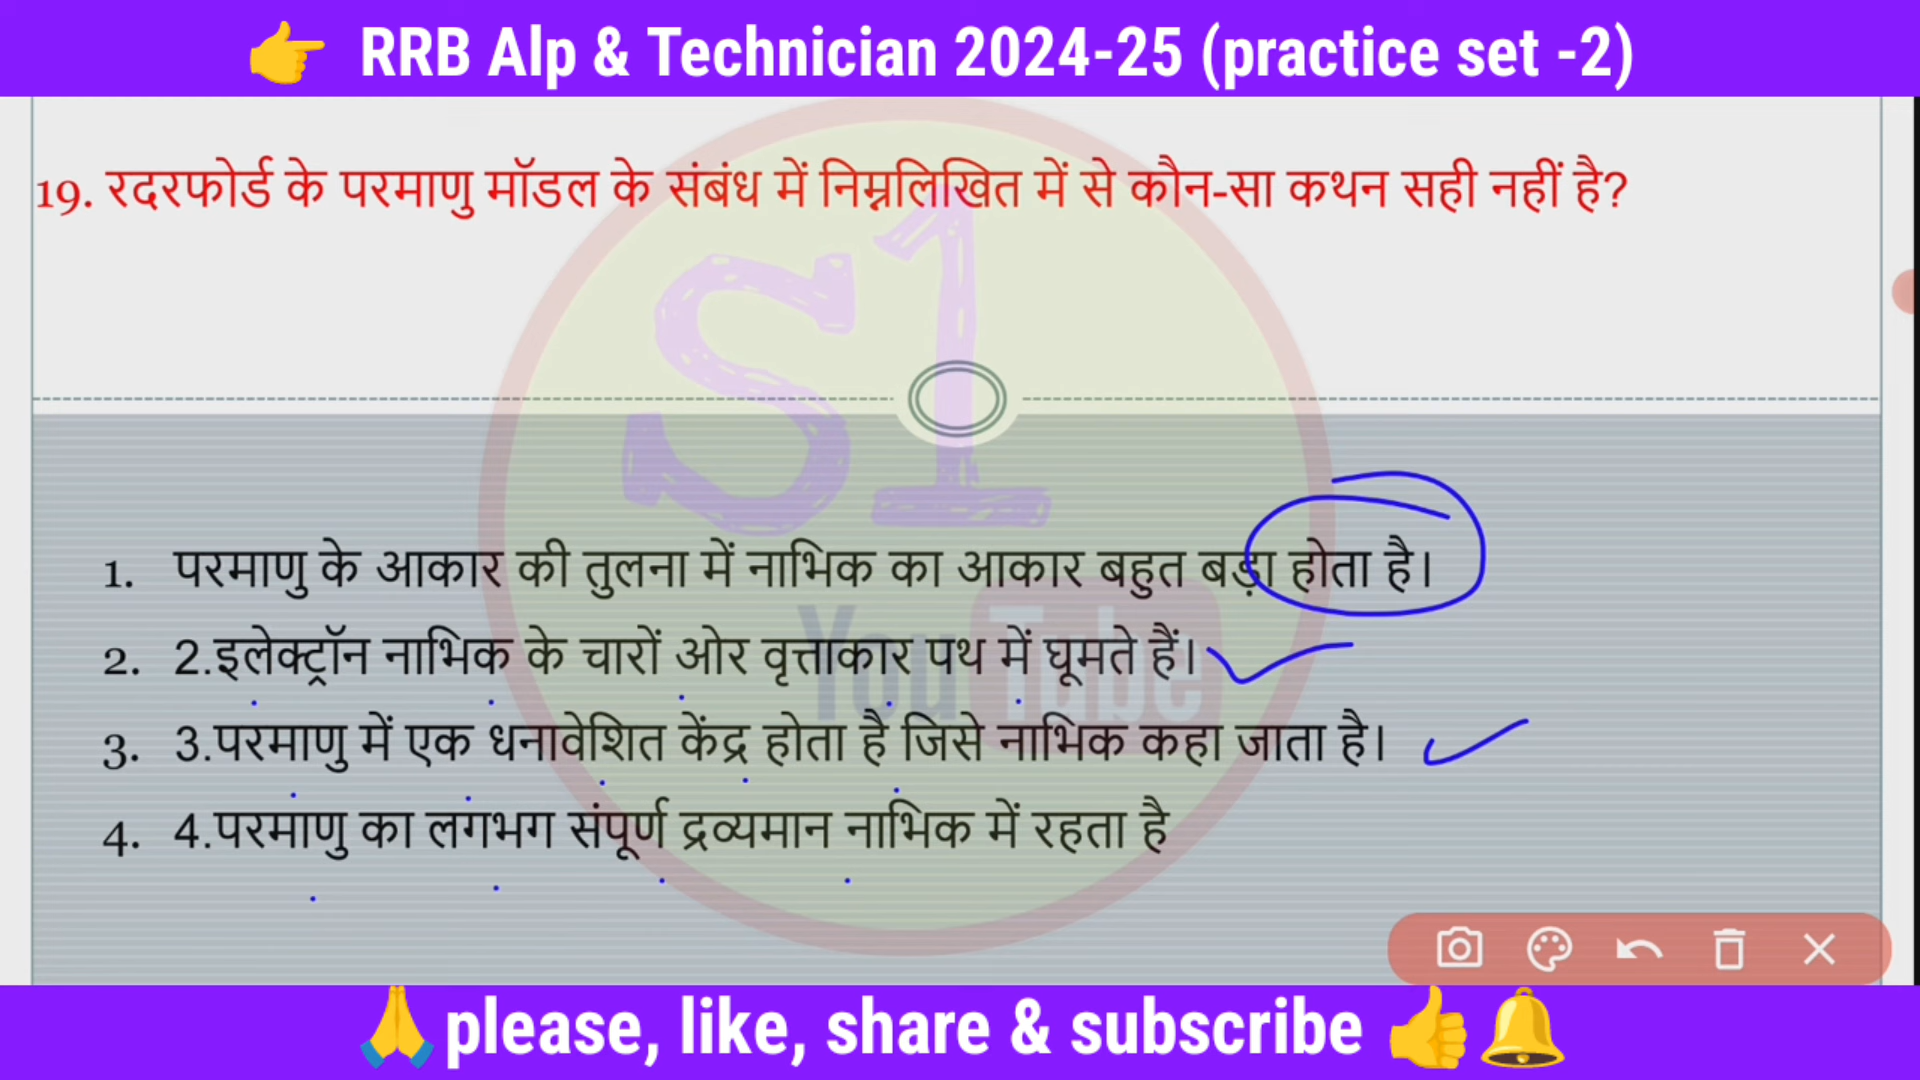 👉 RRB Alp & Technician 2024-25 (practice set -2)
19. रदरफोर्ड के परमाणु मॉडल के संबंध में निम्नलिखित में से कौन-सा कथन सही नहीं है?
S1
1. परमाणु के आकार की तुलना में नाभिक का आकार बहुत बड़ा होता है।
2. 2.इलेक्ट्रॉन नाभिक के चारों ओर वृत्ताकार पथ में घूमते हैं।
YouTube
3. 3.परमाणु में एक धनावेशित केंद्र होता है जिसे नाभिक कहा जाता है।
4. 4.परमाणु का लगभग संपूर्ण द्रव्यमान नाभिक में रहता है
🙏please, like, share & subscribe 👍🔔